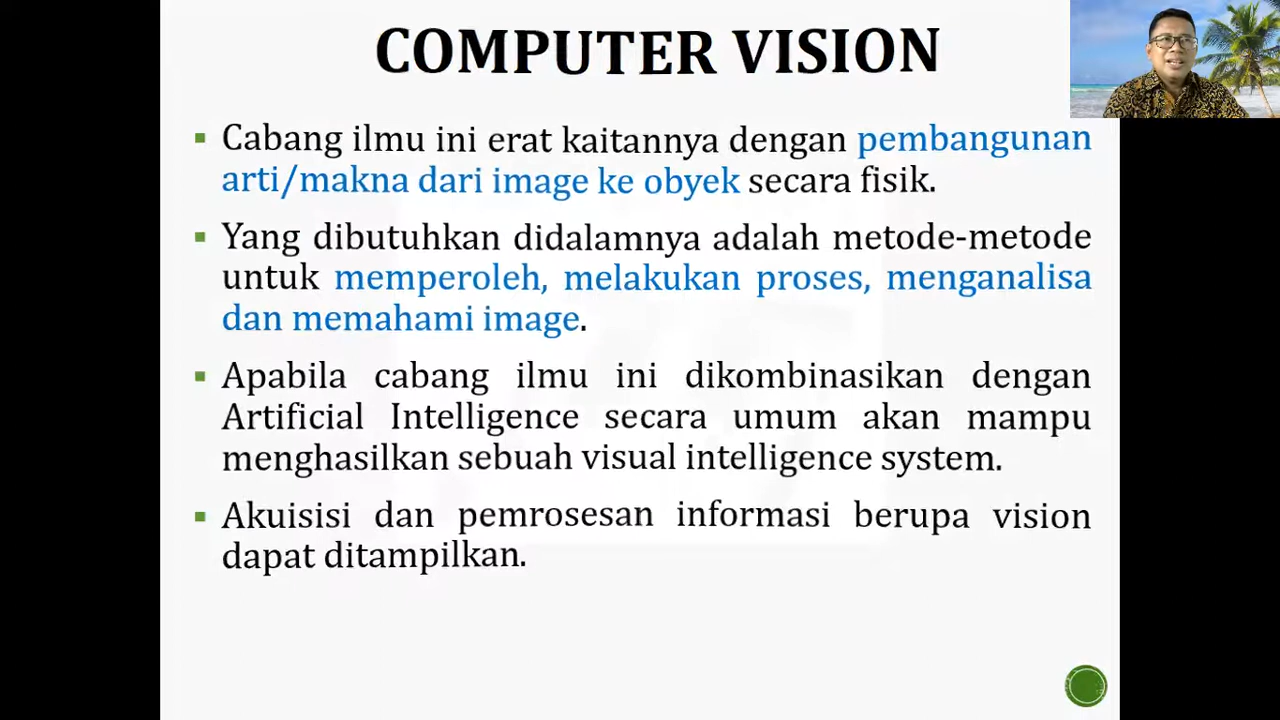 COMPUTER VISION
Cabang ilmu ini erat kaitannya dengan pembangunan
arti/makna dari image ke obyek secara fisik.
Yang dibutuhkan didalamnya adalah metode-metode
untuk memperoleh, melakukan proses, menganalisa
dan memahami image.
Apabila cabang ilmu ini dikombinasikan dengan
Artificial Intelligence secara umum akan mampu
menghasilkan sebuah visual intelligence system.
Akuisisi dan pemrosesan informasi berupa vision
dapat ditampilkan.